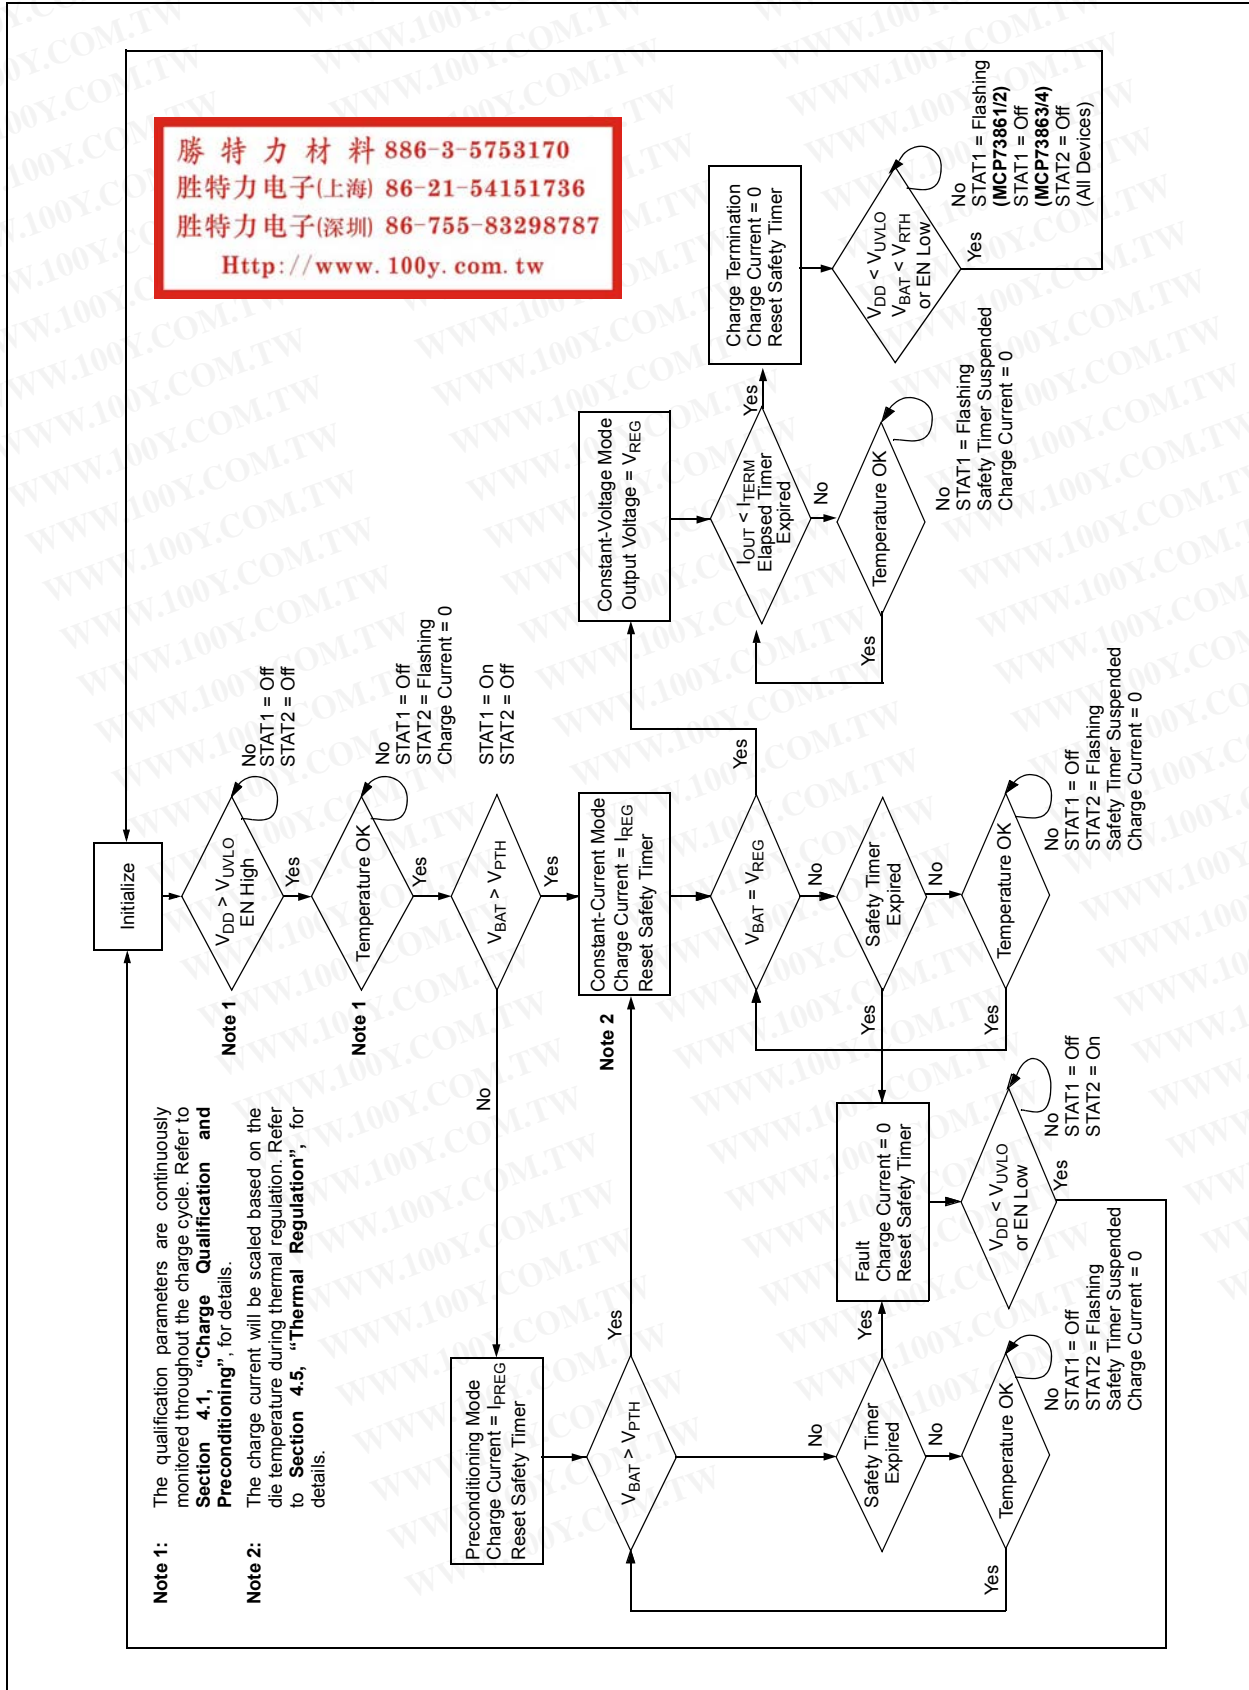 勝 特 力 材 料 886-3-5753170
胜特力电子(上海) 86-21-54151736
胜特力电子(深圳) 86-755-83298787
Http://www.100y.com.tw
Note 1: The qualification parameters are continuously
monitored throughout the charge cycle. Refer to
Section 4.1, “Charge Qualification and
Preconditioning”, for details.
Note 2: The charge current will be scaled based on the
die temperature during thermal regulation. Refer
to Section 4.5, “Thermal Regulation”, for
details.
Initialize
Note 1
VDD > VUVLO
EN High
No
STAT1 = Off
STAT2 = Off
Yes
Note 1
Temperature OK
No
STAT1 = Off
STAT2 = Flashing
Charge Current = 0
Yes
VBAT > VPTH
STAT1 = On
STAT2 = Off
No
Yes
Preconditioning Mode
Charge Current = IPREG
Reset Safety Timer
Note 2
Constant-Current Mode
Charge Current = IREG
Reset Safety Timer
Constant-Voltage Mode
Output Voltage = VREG
VBAT > VPTH
Yes
No
VBAT = VREG
Yes
No
IOUT < ITERM
Elapsed Timer
Expired
Yes
No
Charge Termination
Charge Current = 0
Reset Safety Timer
Safety Timer
Expired
Yes
No
Fault
Charge Current = 0
Reset Safety Timer
Safety Timer
Expired
Yes
No
Temperature OK
Yes
No
STAT1 = Flashing
Safety Timer Suspended
Charge Current = 0
VDD < VUVLO
VBAT < VRTH
or EN Low
No
STAT1 = Flashing
(MCP73861/2)
STAT1 = Off
(MCP73863/4)
STAT2 = Off
(All Devices)
Yes
Temperature OK
Yes
No
STAT1 = Off
STAT2 = Flashing
Safety Timer Suspended
Charge Current = 0
VDD < VUVLO
or EN Low
No
STAT1 = Off
STAT2 = On
Yes
Temperature OK
Yes
No
STAT1 = Off
STAT2 = Flashing
Safety Timer Suspended
Charge Current = 0
WWW.100Y.COM.TW